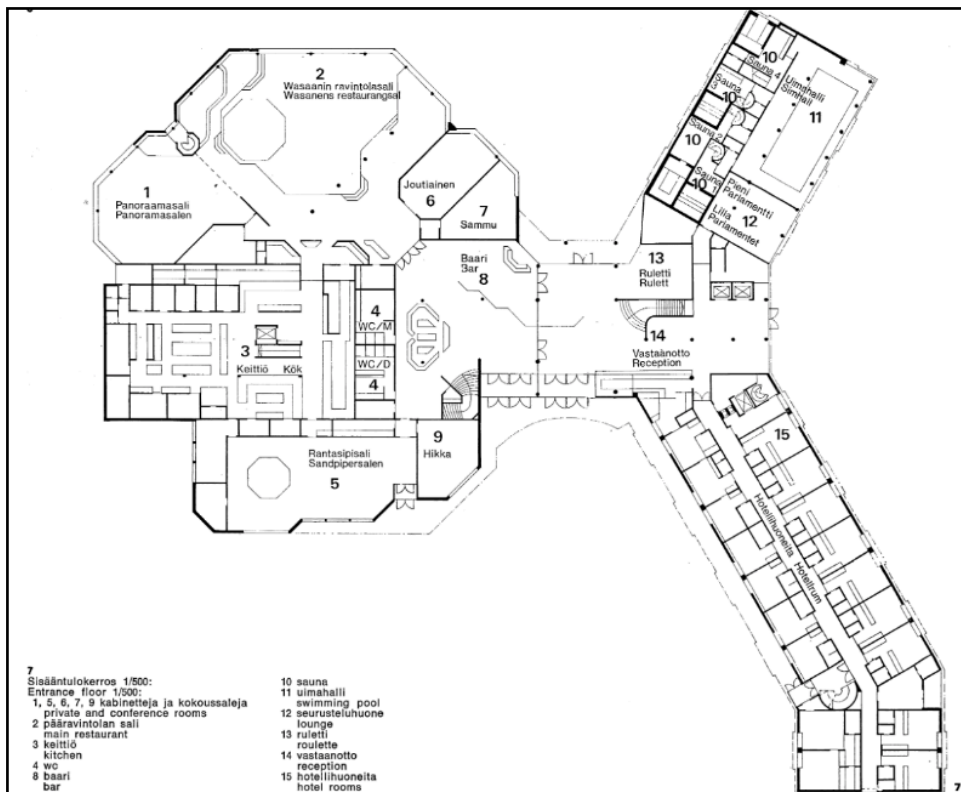 2
Wasaanin ravintolasali
Wasanens restaurangsal
1
Panoraamasali
Panoramasalen
Joutiainen
6
7
Sammu
Baari
Bar
8
3
Keittiö Kök
4
WC/M
WC/D
4
9
Hikka
Rantasipisali
Sandpipersalen
5
10
Sauna 4
Sauna
3
10
10
Sauna 2
Sauna
1
10
Uimahalli
Simhall
11
Pieni
Parlamentti
12
Lilla
Parlamentet
13
Ruletti
Rulett
14
Vastaànotto
Reception
15
Hotellihuoneita
Hotellrum
7
Sisääntulokerros 1/500:
Entrance floor 1/500:
1, 5, 6, 7, 9 kabinetteja ja kokoussaleja
private and conference rooms
2 pääravintolan sali
main restaurant
3 keittiö
kitchen
4 wc
8 baari
bar
10 sauna
11 uimahalli
swimming pool
12 seurusteluhuone
lounge
13 ruletti
roulette
14 vastaanotto
reception
15 hotellihuoneita
hotel rooms
7